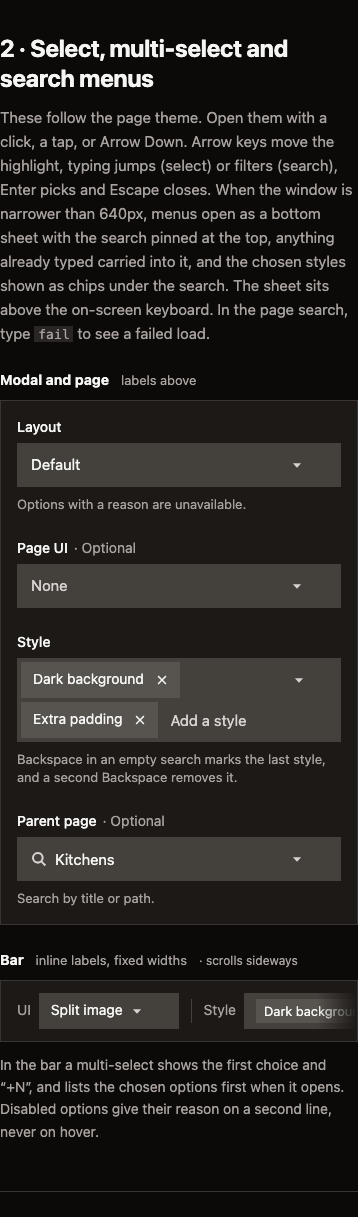 2 · Select, multi-select and
search menus
These follow the page theme. Open them with a
click, a tap, or Arrow Down. Arrow keys move the
highlight, typing jumps (select) or filters (search),
Enter picks and Escape closes. When the window is
narrower than 640px, menus open as a bottom
sheet with the search pinned at the top, anything
already typed carried into it, and the chosen styles
shown as chips under the search. The sheet sits
above the on-screen keyboard. In the page search,
type fail to see a failed load.
Modal and page labels above
Layout
Default
Options with a reason are unavailable.
Page UI · Optional
None
Style
Dark background ×
Extra padding × Add a style
Backspace in an empty search marks the last style,
and a second Backspace removes it.
Parent page · Optional
Kitchens
Search by title or path.
Bar inline labels, fixed widths · scrolls sideways
UI Split image Style Dark backgrou
In the bar a multi-select shows the first choice and
“+N”, and lists the chosen options first when it opens.
Disabled options give their reason on a second line,
never on hover.